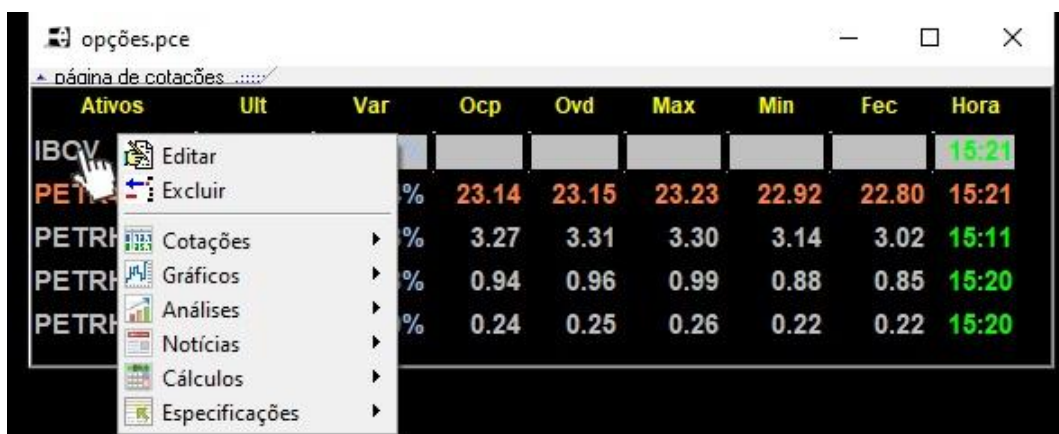 opções.pce
página de cotações
Ativos Ult Var Ocp Ovd Max Min Fec Hora
IBOV 15:21
Editar
Excluir
% 23.14 23.15 23.23 22.92 22.80 15:21
PETRH % 3.27 3.31 3.30 3.14 3.02 15:11
Cotações
PETRH % 0.94 0.96 0.99 0.88 0.85 15:20
Gráficos
Análises
PETRH % 0.24 0.25 0.26 0.22 0.22 15:20
Notícias
Cálculos
Especificações